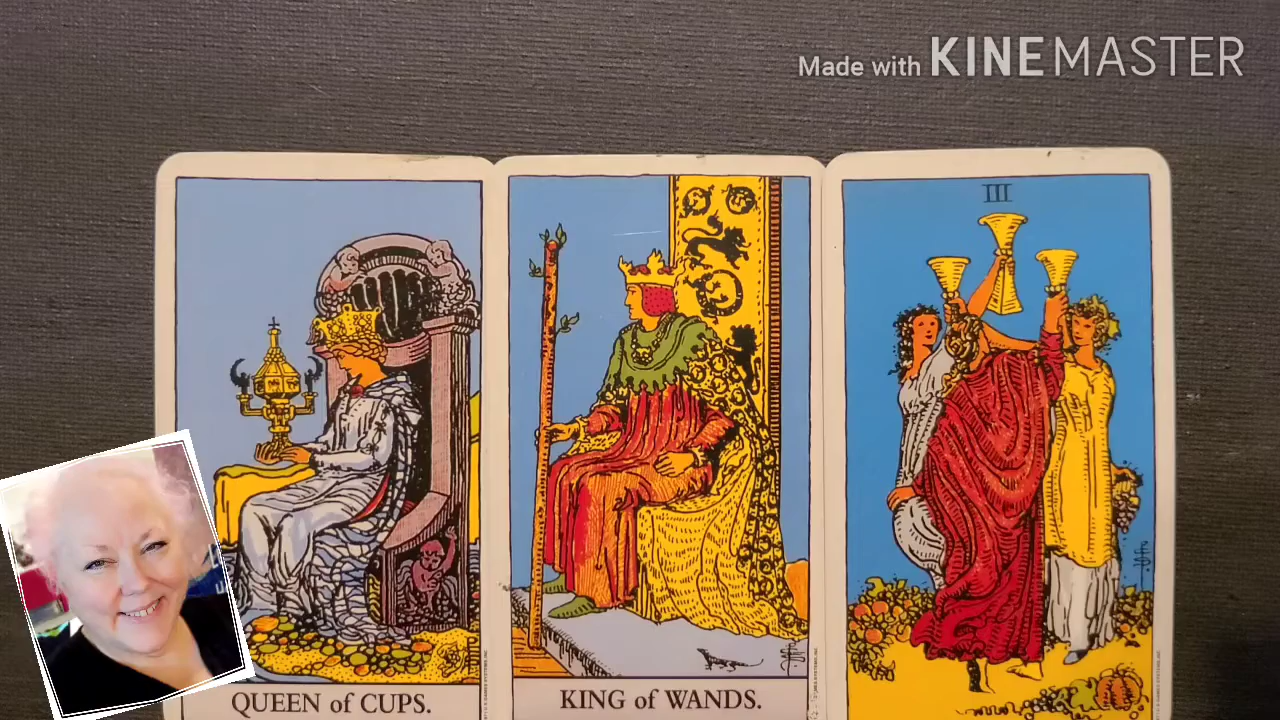 Made with KINEMASTER
III
QUEEN of CUPS.
KING of WANDS.